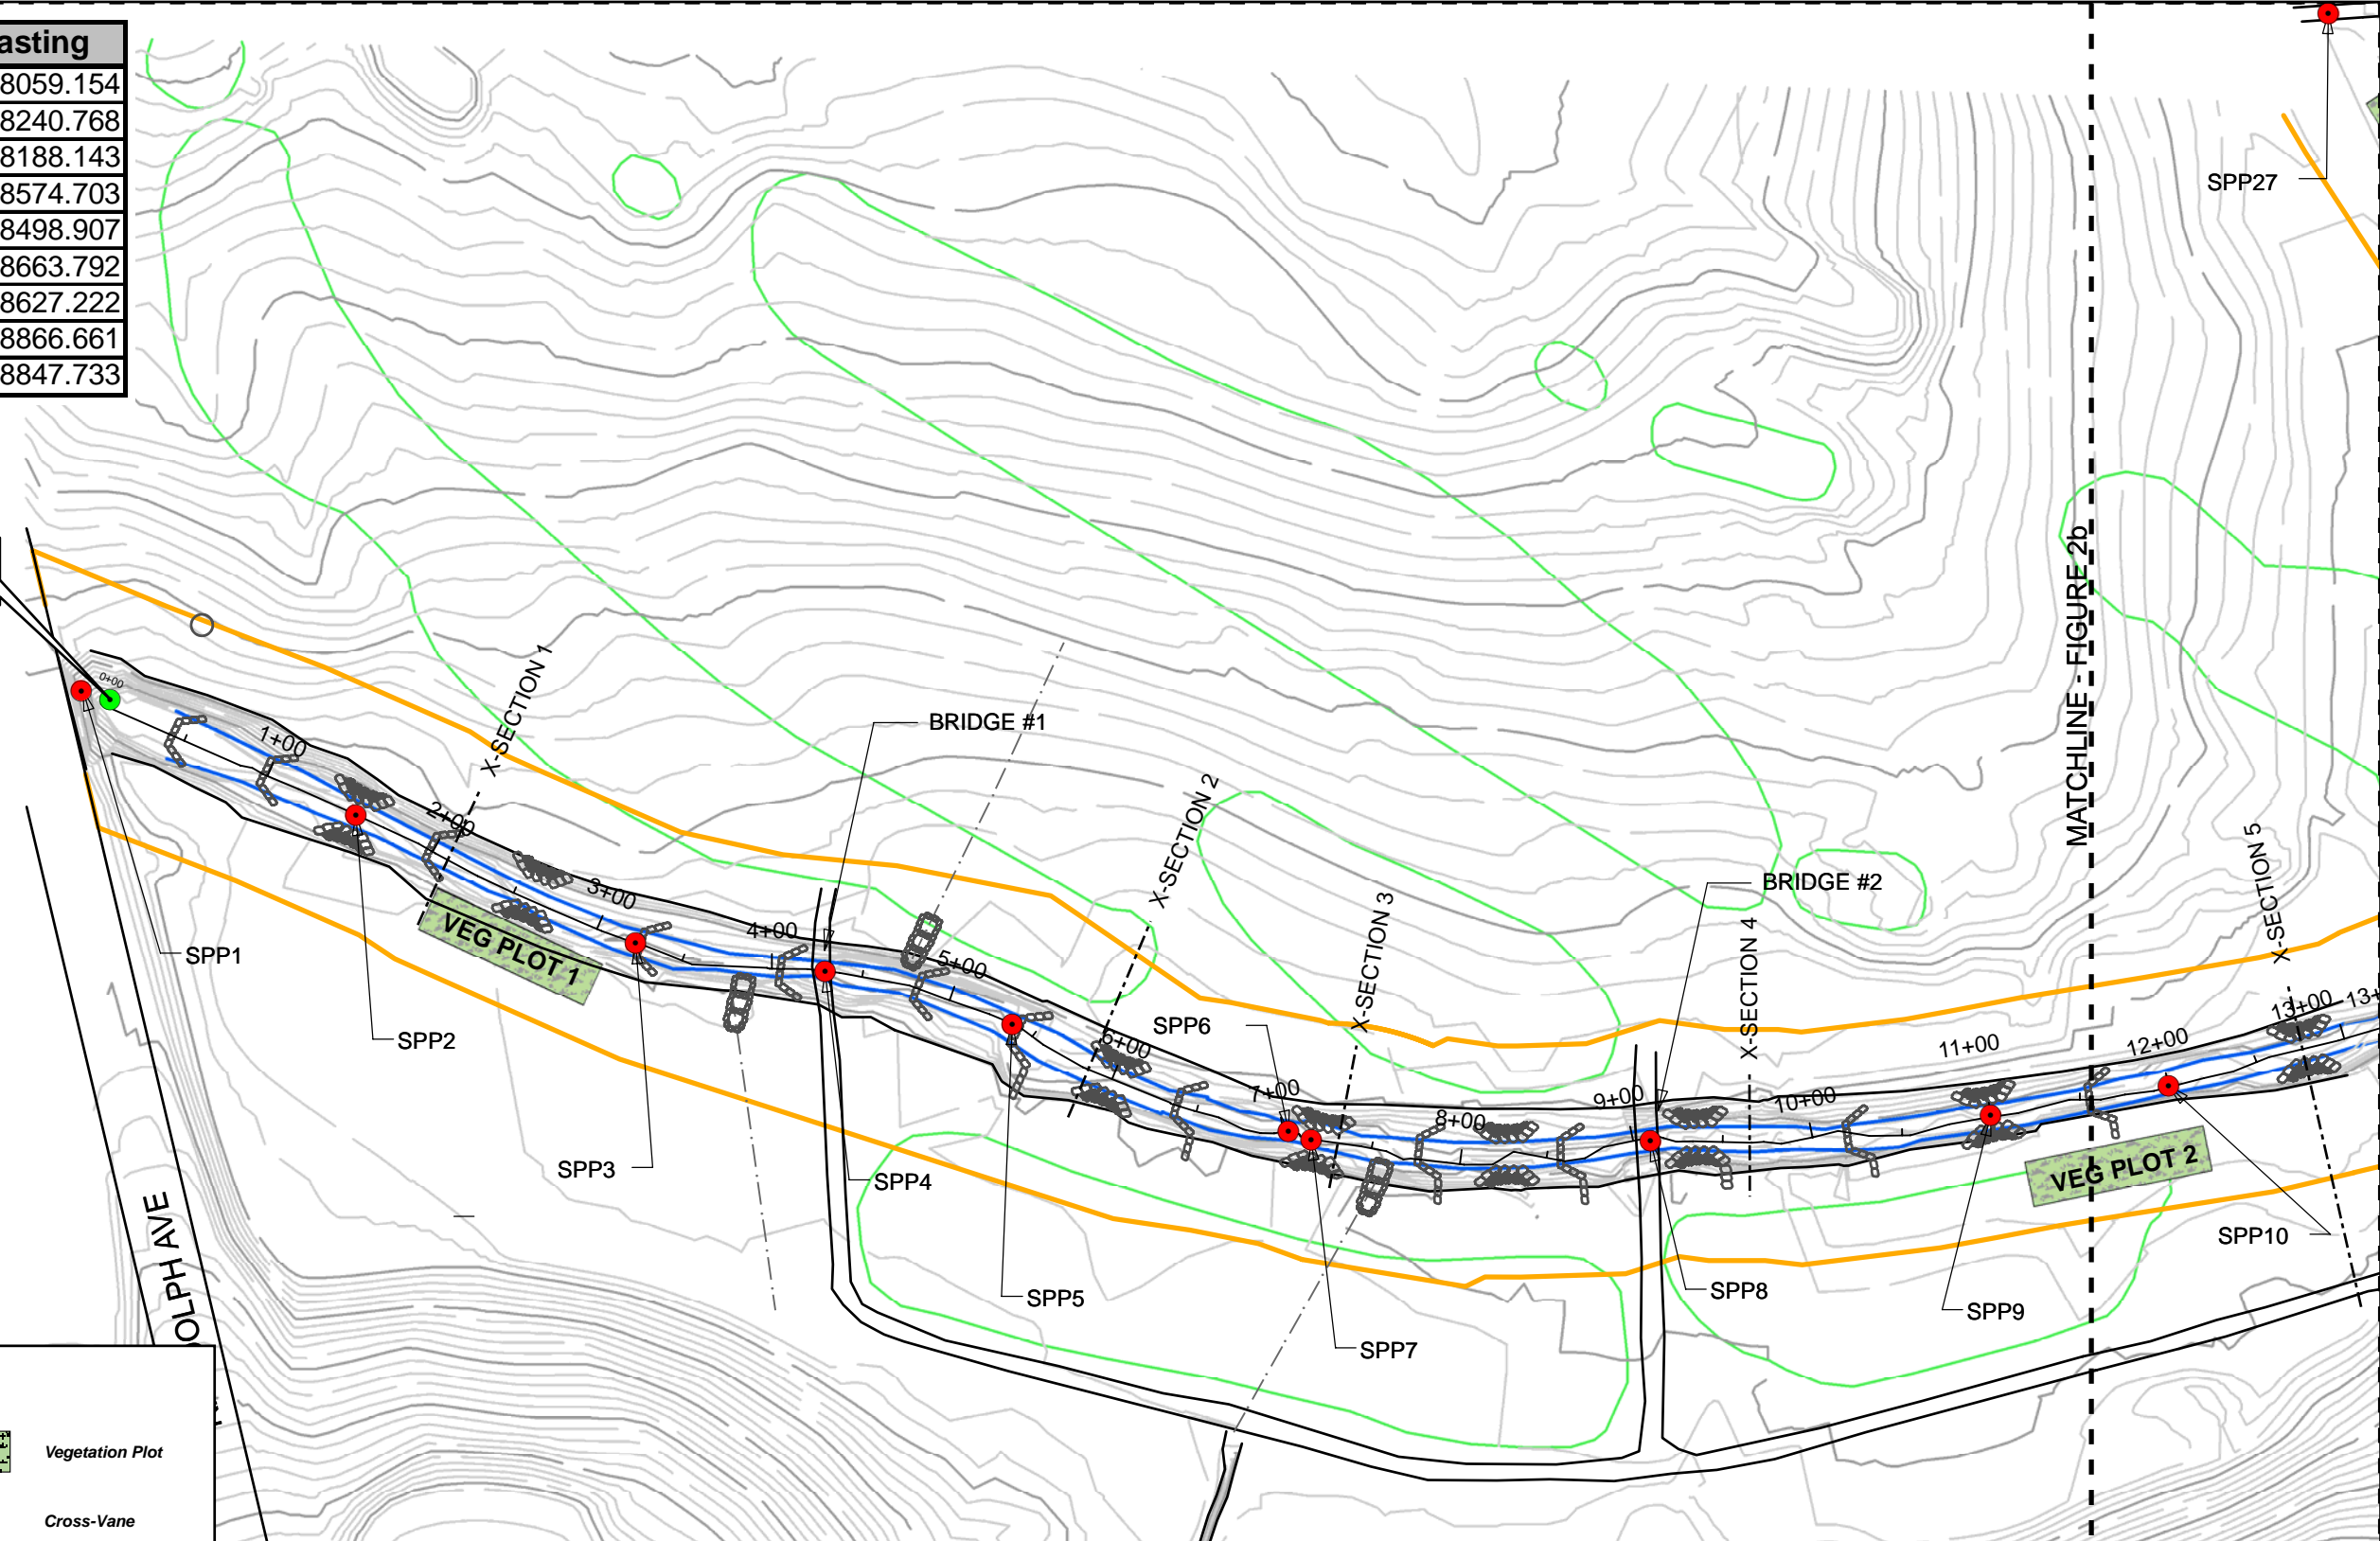 asting
8059.154
8240.768
8188.143
8574.703
8498.907
8663.792
8627.222
8866.661
8847.733
SPP27
MATCHLINE - FIGURE 2b
0+00
1+00
X-SECTION 1
2+00
BRIDGE #1
X-SECTION 2
3+00
4+00
5+00
VEG PLOT 1
SPP1
SPP2
SPP3
SPP4
SPP5
6+00
SPP6
X-SECTION 3
7+00
8+00
9+00
BRIDGE #2
X-SECTION 4
10+00
11+00
12+00
X-SECTION 5
13+00
13+
VEG PLOT 2
SPP7
SPP8
SPP9
SPP10
OLPH AVE
Vegetation Plot
Cross-Vane